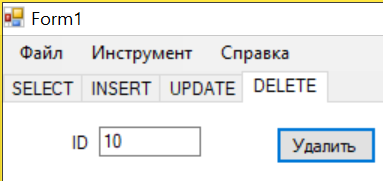 Form1
Файл Инструмент Справка
SELECT INSERT UPDATE DELETE
ID 10 Удалить